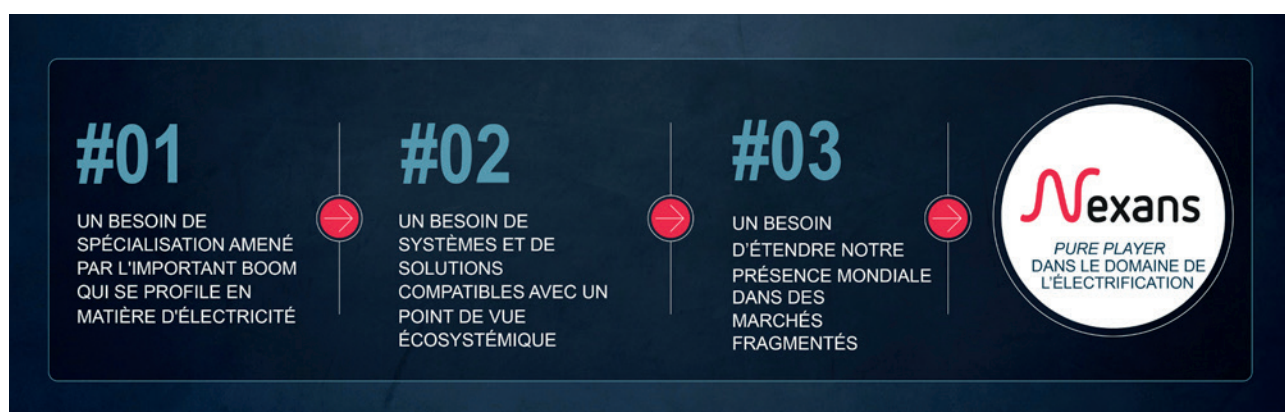 #01
UN BESOIN DE
SPÉCIALISATION AMENÉ
PAR L'IMPORTANT BOOM
QUI SE PROFILE EN
MATIÈRE D'ÉLECTRICITÉ
#02
UN BESOIN DE
SYSTÈMES ET DE
SOLUTIONS
COMPATIBLES AVEC UN
POINT DE VUE
ÉCOSYSTÉMIQUE
#03
UN BESOIN
D'ÉTENDRE NOTRE
PRÉSENCE MONDIALE
DANS DES
MARCHÉS
FRAGMENTÉS
Nexans
PURE PLAYER
DANS LE DOMAINE DE
L'ÉLECTRIFICATION